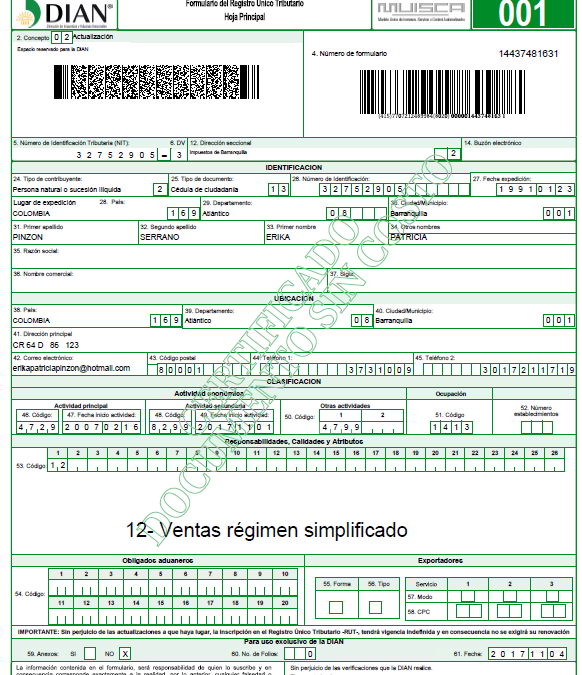 DIAN
Formulario del Registro Único Tributario
Hoja Principal
MUISCA
Modelo Único de Ingresos, Servicio y Control Automatizado
001
2. Concepto 0 2 Actualización
Espacio reservado para la DIAN
4. Número de formulario 14437481631
5. Número de Identificación Tributaria (NIT): 6. DV 12. Dirección seccional 14. Buzón electrónico
3 2 7 5 2 9 0 5 - 3 Impuestos de Barranquilla 2
IDENTIFICACION
24. Tipo de contribuyente: 25. Tipo de documento: 26. Número de Identificación: 27. Fecha expedición:
Persona natural o sucesión ilíquida 2 Cédula de ciudadanía 1 3 3 2 7 5 2 9 0 5 1 9 9 1 0 1 2 3
Lugar de expedición 28. País: 29. Departamento: 30. Ciudad/Municipio:
COLOMBIA 1 6 9 Atlántico 0 8 Barranquilla 0 0 1
31. Primer apellido 32. Segundo apellido 33. Primer nombre 34. Otros nombres
PINZON SERRANO ERIKA PATRICIA
35. Razón social:
36. Nombre comercial: 37. Sigla:
UBICACION
38. País: 39. Departamento: 40. Ciudad/Municipio:
COLOMBIA 1 6 9 Atlántico 0 8 Barranquilla 0 0 1
41. Dirección principal
CR 64 D 86 123
42. Correo electrónico: 43. Código postal 44. Teléfono 1: 45. Teléfono 2:
erikapatriciapinzon@hotmail.com 8 0 0 0 1 3 7 3 1 0 0 9 3 0 1 7 2 1 1 7 1 9
CLASIFICACION
Actividad económica Ocupación
Actividad principal Actividad secundaria Otras actividades 52. Número establecimientos
46. Código: 47. Fecha inicio actividad: 48. Código: 49. Fecha inicio actividad: 50. Código: 1 2 51. Código
4 7 2 9 2 0 0 7 0 2 1 6 8 2 9 9 2 0 1 7 1 1 0 1 4 7 9 9 1 4 1 3
Responsabilidades, Calidades y Atributos
1 2 3 4 5 6 7 8 9 10 11 12 13 14 15 16 17 18 19 20 21 22 23 24 25 26
53. Código: 1 2
12- Ventas régimen simplificado
CERTIFICADO
DOCUMENTO SIN COSTO
Obligados aduaneros Exportadores
1 2 3 4 5 6 7 8 9 10
55. Forma 56. Tipo Servicio 1 2 3
54. Código:
57. Modo
11 12 13 14 15 16 17 18 19 20
58. CPC
IMPORTANTE: Sin perjuicio de las actualizaciones a que haya lugar, la inscripción en el Registro Único Tributario -RUT-, tendrá vigencia indefinida y en consecuencia no se exigirá su renovación
Para uso exclusivo de la DIAN
59. Anexos: SI NO X 60. No. de Folios: 0 61. Fecha: 2 0 1 7 1 1 0 4
La información contenida en el formulario, será responsabilidad de quien lo suscribe y en
Sin perjuicio de las verificaciones que la DIAN realice.